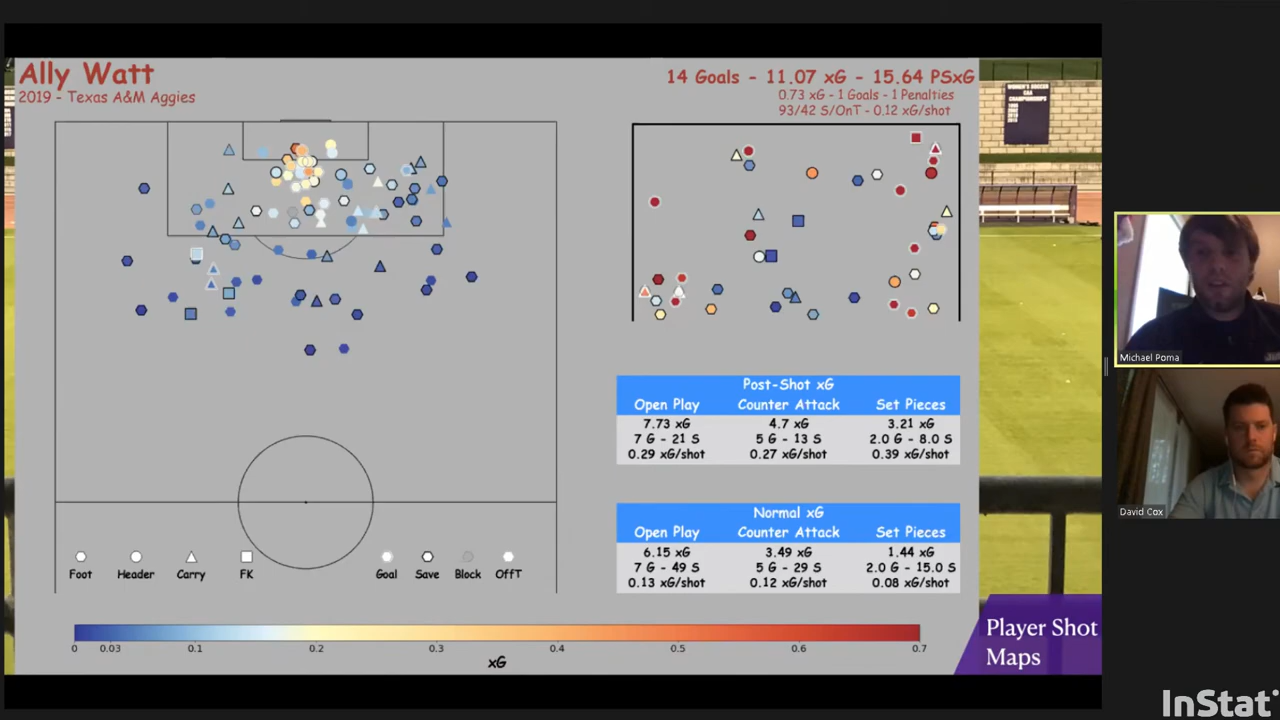 Ally Watt
2019 - Texas A&M Aggies
14 Goals - 11.07 xG - 15.64 PSxG
0.73 xG - 1 Goals - 1 Penalties
93/42 S/OnT - 0.12 xG/shot
Post-Shot xG
Open Play Counter Attack Set Pieces
7.73 xG 4.7 xG 3.21 xG
7 G - 21 S 5 G - 13 S 2.0 G - 8.0 S
0.29 xG/shot 0.27 xG/shot 0.39 xG/shot
Normal xG
Open Play Counter Attack Set Pieces
6.15 xG 3.49 xG 1.44 xG
7 G - 49 S 5 G - 29 S 2.0 G - 15.0 S
0.13 xG/shot 0.12 xG/shot 0.08 xG/shot
Foot Header Carry FK Goal Save Block OffT
0 0.03 0.1 0.2 0.3 0.4 0.5 0.6 0.7
xG
Player Shot
Maps
Michael Poma
David Cox
InStat